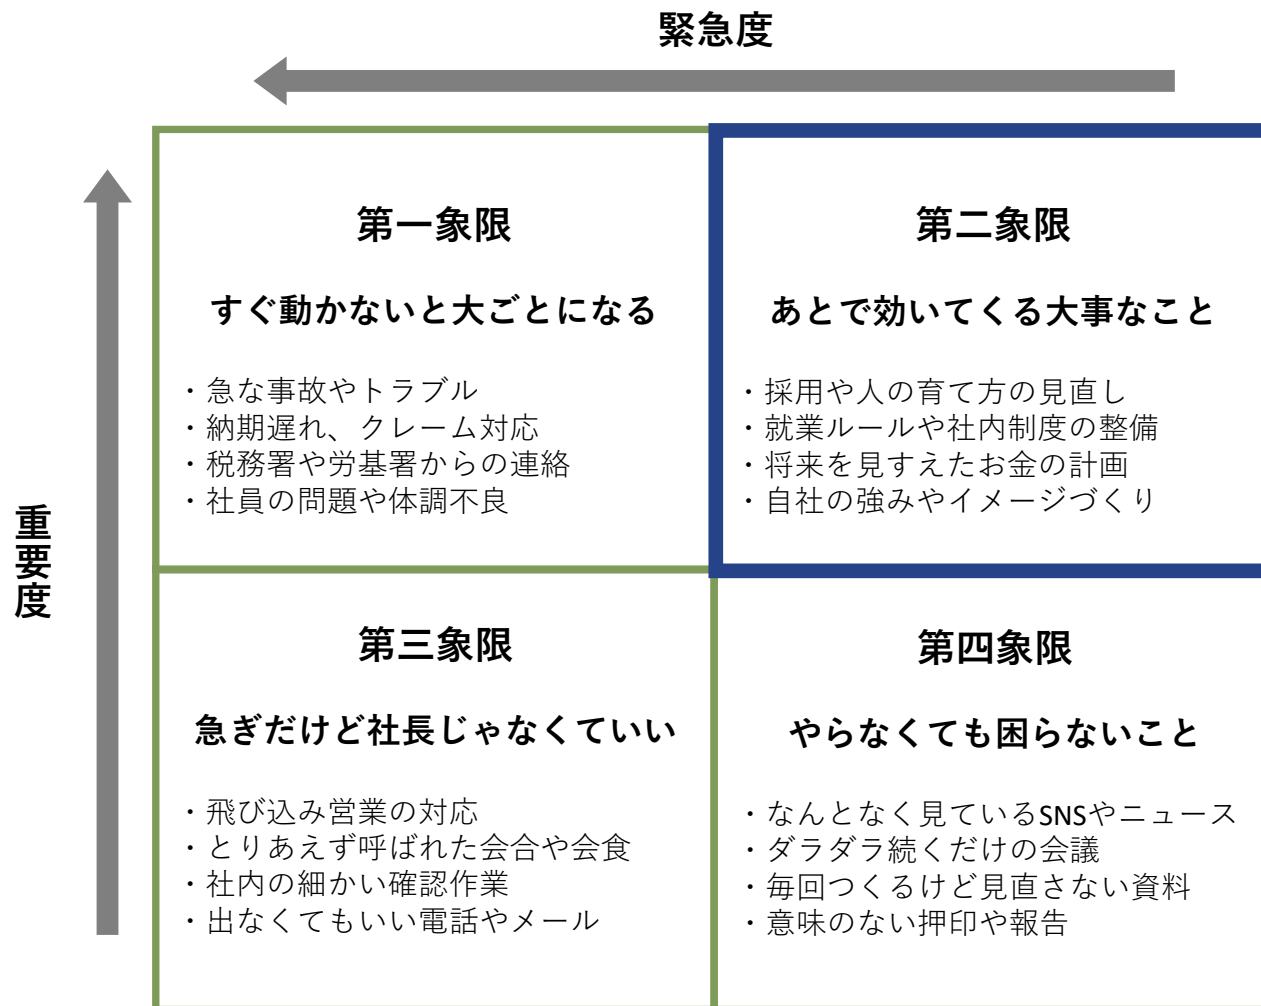 緊急度
重要度
第一象限
すぐ動かないと大ごとになる
・急な事故やトラブル
・納期遅れ、クレーム対応
・税務署や労基署からの連絡
・社員の問題や体調不良
第二象限
あとで効いてくる大事なこと
・採用や人の育て方の見直し
・就業ルールや社内制度の整備
・将来を見すえたお金の計画
・自社の強みやイメージづくり
第三象限
急ぎだけど社長じゃなくていい
・飛び込み営業の対応
・とりあえず呼ばれた会合や会食
・社内の細かい確認作業
・出なくてもいい電話やメール
第四象限
やらなくても困らないこと
・なんとなく見ているSNSやニュース
・ダラダラ続くだけの会議
・毎回つくるけど見直さない資料
・意味のない押印や報告